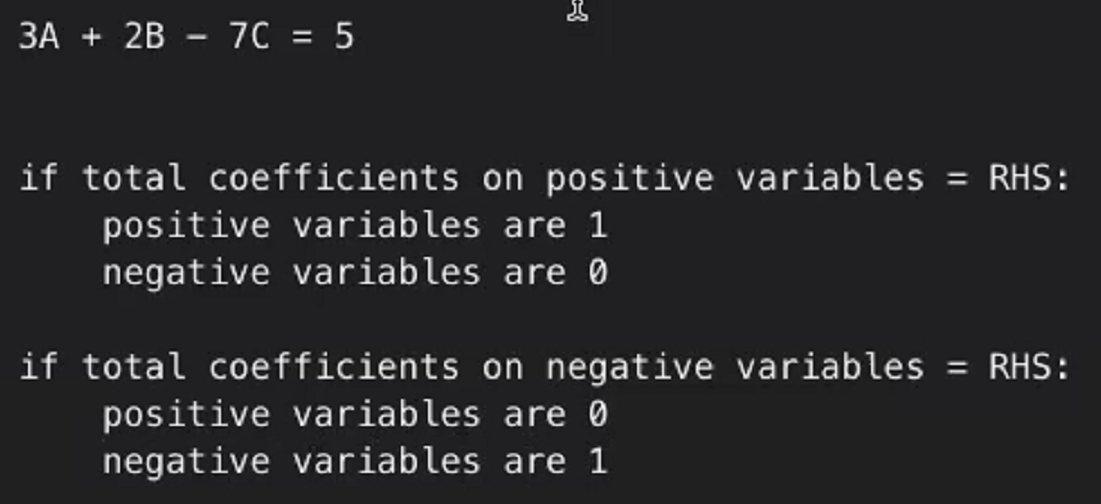 3A + 2B − 7C = 5
if total coefficients on positive variables = RHS:
positive variables are 1
negative variables are 0
if total coefficients on negative variables = RHS:
positive variables are 0
negative variables are 1